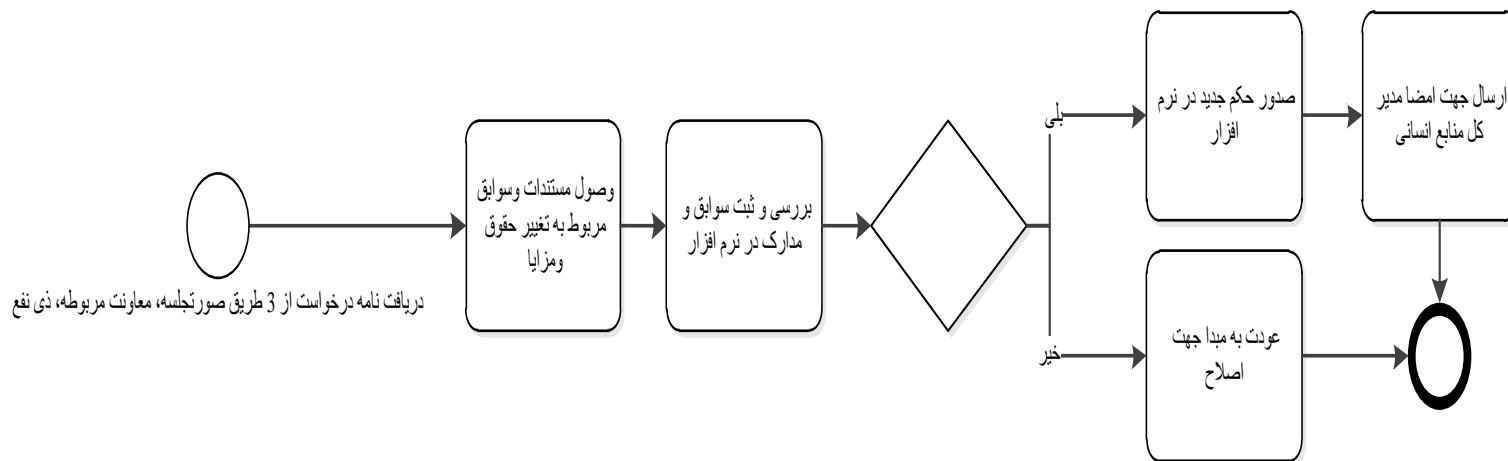 دریافت نامه درخواست از 3 طریق صورتجلسه، معاونت مربوطه، ذی نفع
وصول مستندات وسوابق
مربوط به تغییر حقوق
ومزایا
بررسی و ثبت سوابق و
مدارک در نرم افزار
بلی
صدور حکم جدید در نرم
افزار
ارسال جهت امضا مدیر
کل منابع انسانی
خیر
عودت به مبدا جهت
اصلاح